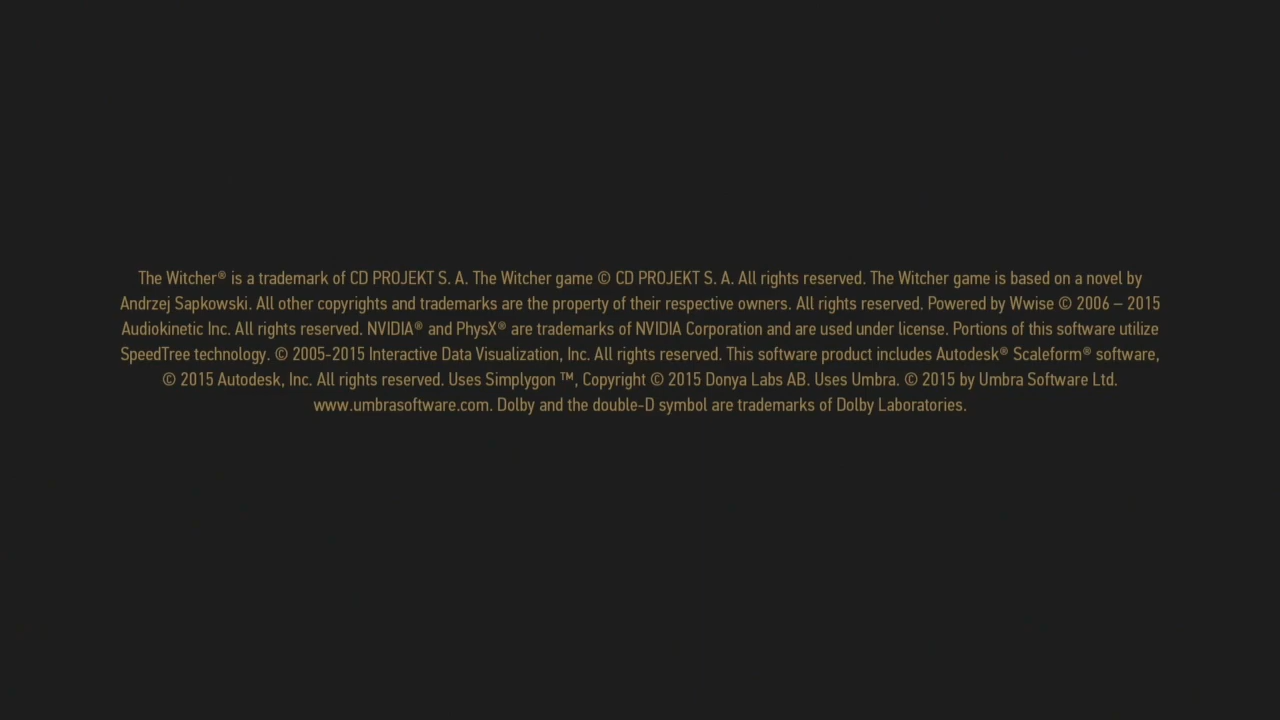 The Witcher® is a trademark of CD PROJEKT S. A. The Witcher game © CD PROJEKT S. A. All rights reserved. The Witcher game is based on a novel by
Andrzej Sapkowski. All other copyrights and trademarks are the property of their respective owners. All rights reserved. Powered by Wwise © 2006 – 2015
Audiokinetic Inc. All rights reserved. NVIDIA® and PhysX® are trademarks of NVIDIA Corporation and are used under license. Portions of this software utilize
SpeedTree technology. © 2005-2015 Interactive Data Visualization, Inc. All rights reserved. This software product includes Autodesk® Scaleform® software,
© 2015 Autodesk, Inc. All rights reserved. Uses Simplygon ™, Copyright © 2015 Donya Labs AB. Uses Umbra. © 2015 by Umbra Software Ltd.
www.umbrasoftware.com. Dolby and the double-D symbol are trademarks of Dolby Laboratories.